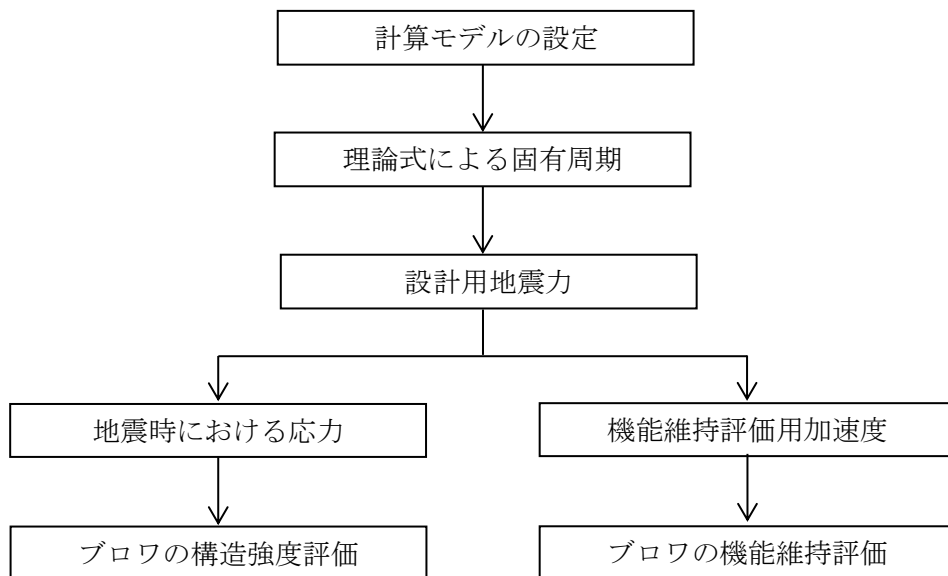 計算モデルの設定
理論式による固有周期
設計用地震力
地震時における応力
機能維持評価用加速度
ブロワの構造強度評価
ブロワの機能維持評価